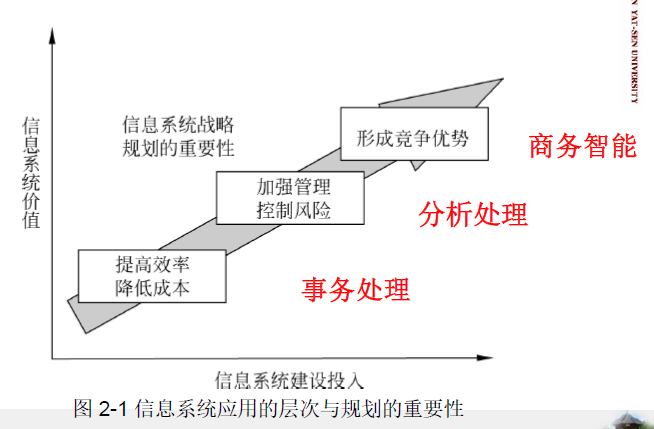 N YAT-SEN UNIVERSITY
信息系统价值
信息系统战略
规划的重要性
形成竞争优势
商务智能
加强管理
控制风险
分析处理
提高效率
降低成本
事务处理
信息系统建设投入
图 2-1 信息系统应用的层次与规划的重要性